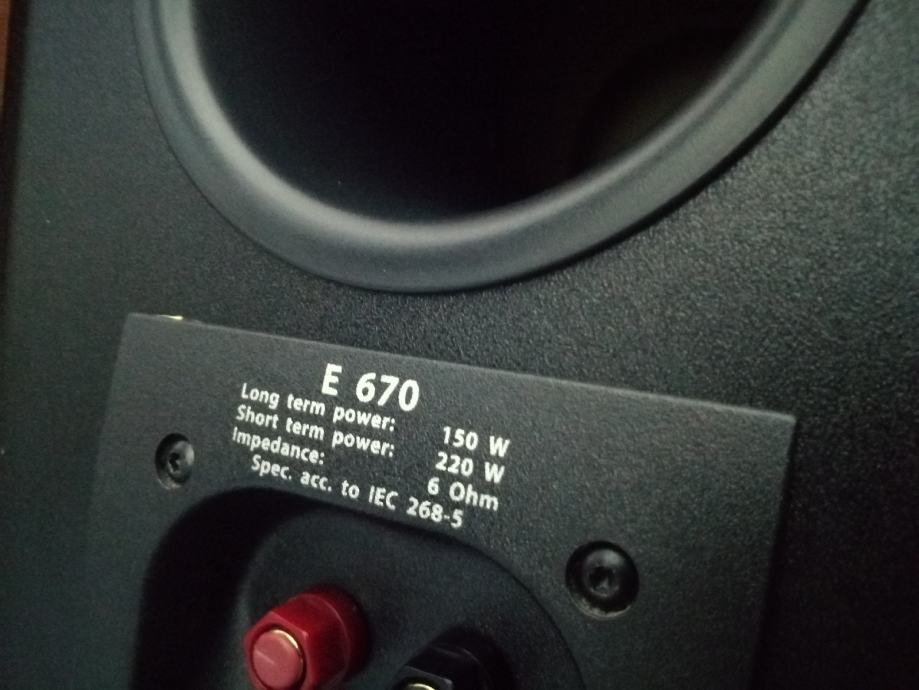 E 670
Long term power: 150 W
Short term power: 220 W
Impedance: 6 Ohm
Spec. acc. to IEC 268-5